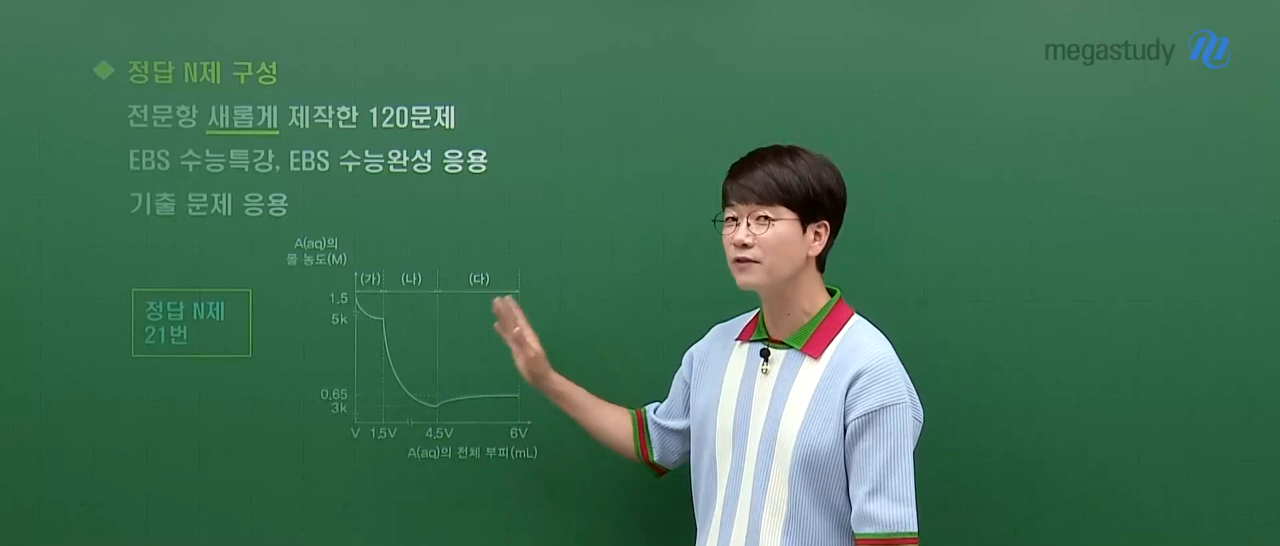 megastudy
정답 N제 구성
전문항 새롭게 제작한 120문제
EBS 수능특강, EBS 수능완성 응용
기출 문제 응용
정답 N제
21번
A(aq)의
몰 농도(M)
(가) (나) (다)
1.5
5k
0.65
3k
V 1.5V 4.5V 6V
A(aq)의 전체 부피(mL)